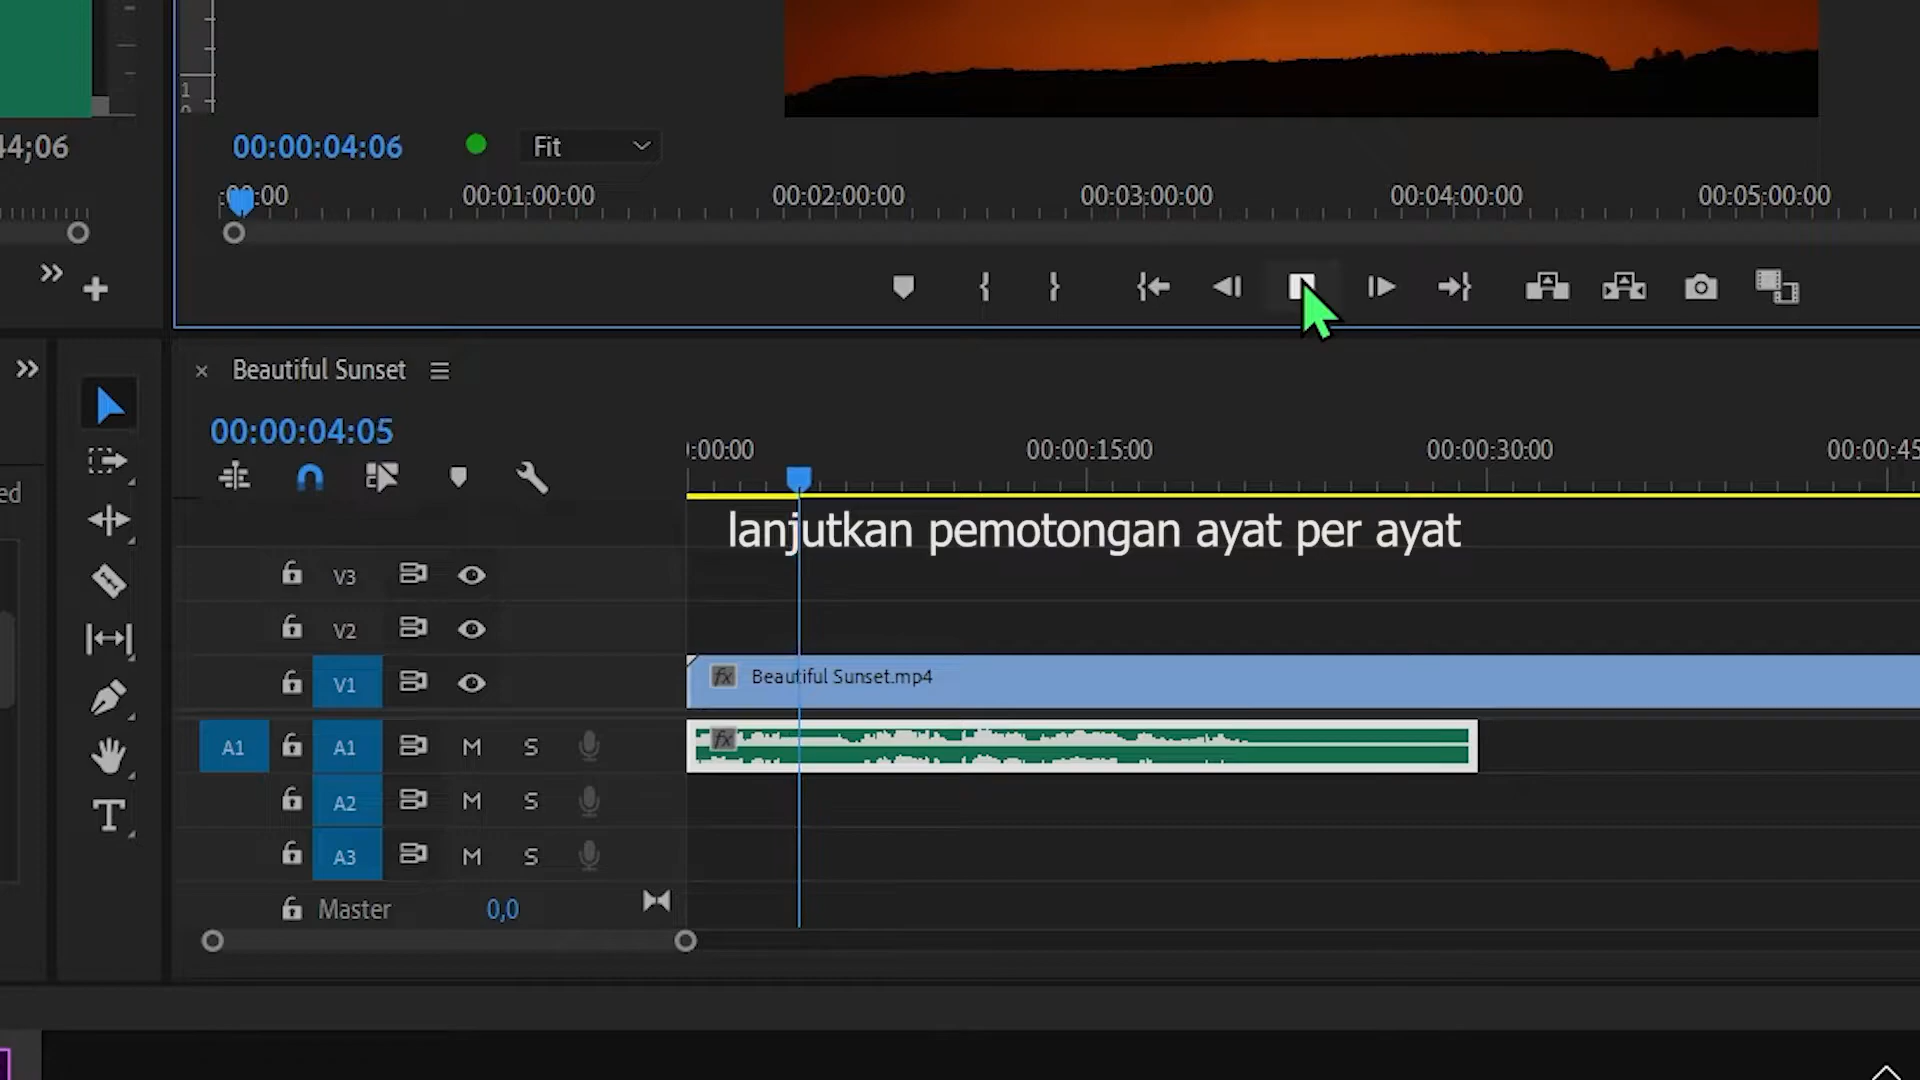 44;06
00:00:04:06
Fit
:00:00
00:01:00:00
00:02:00:00
00:03:00:00
00:04:00:00
00:05:00:00
Beautiful Sunset
00:00:04:05
:00:00
00:00:15:00
00:00:30:00
00:00:45
lanjutkan pemotongan ayat per ayat
ed
V3
V2
V1
fx
Beautiful Sunset.mp4
A1
A1
M
S
fx
A2
M
S
A3
M
S
Master
0,0